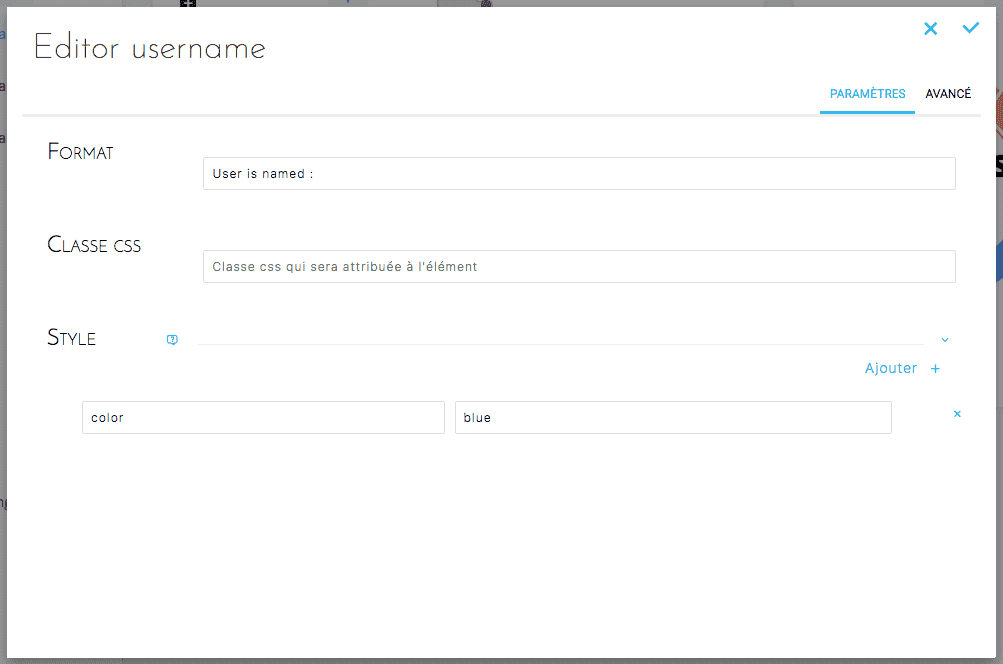 Editor username
PARAMÈTRES AVANCÉ
FORMAT
User is named :
CLASSE CSS
Classe css qui sera attribuée à l'élément
STYLE
Ajouter +
color blue